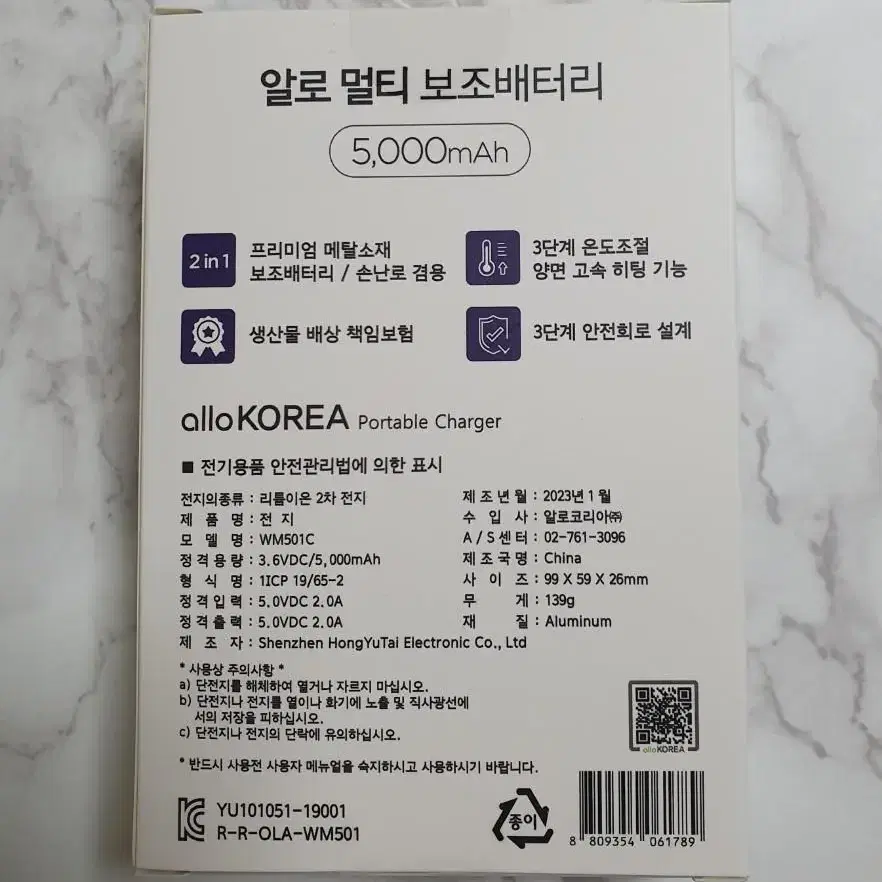 알로 멀티 보조배터리
5,000mAh
2 in 1
프리미엄 메탈소재
보조배터리 / 손난로 겸용
3단계 온도조절
양면 고속 히팅 기능
생산물 배상 책임보험
3단계 안전회로 설계
alloKOREA Portable Charger
■ 전기용품 안전관리법에 의한 표시
전지의종류 : 리튬이온 2차 전지
제 품 명 : 전 지
모 델 명 : WM501C
정격용량 : 3.6VDC/5,000mAh
형 식 명 : 1ICP 19/65-2
정격입력 : 5.0VDC 2.0A
정격출력 : 5.0VDC 2.0A
제 조 자 : Shenzhen HongYuTai Electronic Co., Ltd
제조년월 : 2023년 1월
수 입 사 : 알로코리아㈜
A/S센터 : 02-761-3096
제조국명 : China
사 이 즈 : 99 X 59 X 26mm
무 게 : 139g
재 질 : Aluminum
* 사용상 주의사항 *
a) 단전지를 해체하여 열거나 자르지 마십시오.
b) 단전지나 전지를 열이나 화기에 노출 및 직사광선에
서의 저장을 피하십시오.
c) 단전지나 전지의 단락에 유의하십시오.
* 반드시 사용전 사용자 메뉴얼을 숙지하시고 사용하시기 바랍니다.
alloKOREA
YU101051-19001
R-R-OLA-WM501
종이
8 809354 061789